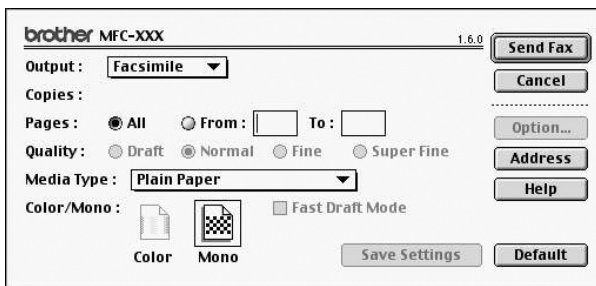 brother MFC-XXX 1.6.0
Send Fax
Output : Facsimile
Cancel
Copies :
Pages : All From : To :
Option...
Quality : Draft Normal Fine Super Fine
Address
Media Type : Plain Paper
Help
Color/Mono : Fast Draft Mode
Color Mono
Save Settings Default